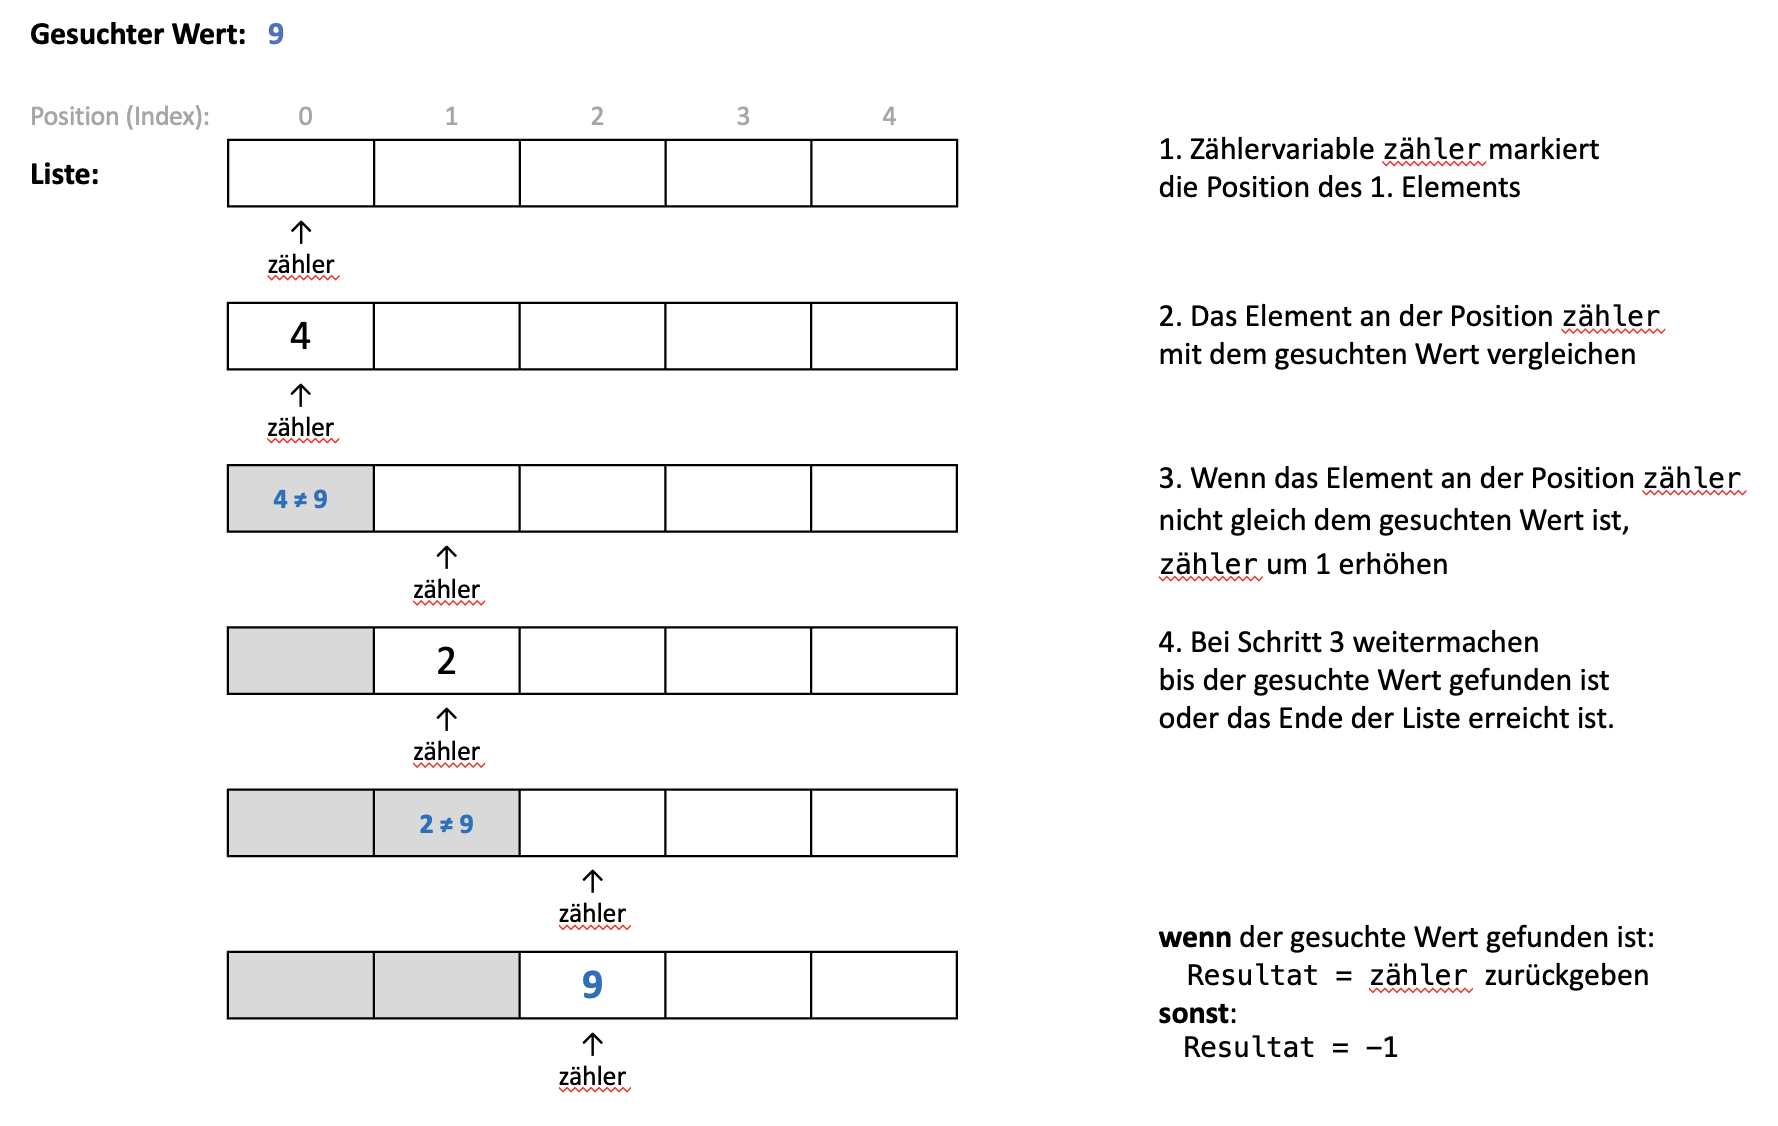 Gesuchter Wert: 9
Position (Index): 0 1 2 3 4
Liste:
1. Zählervariable zähler markiert
die Position des 1. Elements
↑
zähler
4
2. Das Element an der Position zähler
mit dem gesuchten Wert vergleichen
↑
zähler
4 ≠ 9
3. Wenn das Element an der Position zähler
nicht gleich dem gesuchten Wert ist,
zähler um 1 erhöhen
↑
zähler
2
4. Bei Schritt 3 weitermachen
bis der gesuchte Wert gefunden ist
oder das Ende der Liste erreicht ist.
↑
zähler
2 ≠ 9
↑
zähler
9
wenn der gesuchte Wert gefunden ist:
Resultat = zähler zurückgeben
sonst:
Resultat = –1
↑
zähler